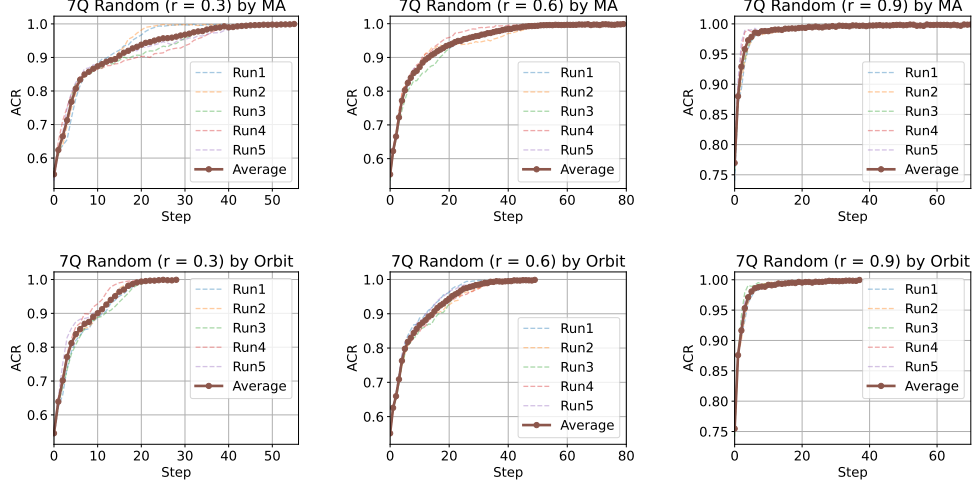 7Q Random (r = 0.3) by MA
1.0
0.9
0.8
0.7
0.6
ACR
0 10 20 30 40 50
Step
Run1
Run2
Run3
Run4
Run5
Average
7Q Random (r = 0.6) by MA
1.0
0.9
0.8
0.7
0.6
ACR
0 20 40 60 80
Step
Run1
Run2
Run3
Run4
Run5
Average
7Q Random (r = 0.9) by MA
1.00
0.95
0.90
0.85
0.80
0.75
ACR
0 20 40 60
Step
Run1
Run2
Run3
Run4
Run5
Average
7Q Random (r = 0.3) by Orbit
1.0
0.9
0.8
0.7
0.6
ACR
0 10 20 30 40 50
Step
Run1
Run2
Run3
Run4
Run5
Average
7Q Random (r = 0.6) by Orbit
1.0
0.9
0.8
0.7
0.6
ACR
0 20 40 60 80
Step
Run1
Run2
Run3
Run4
Run5
Average
7Q Random (r = 0.9) by Orbit
1.00
0.95
0.90
0.85
0.80
0.75
ACR
0 20 40 60
Step
Run1
Run2
Run3
Run4
Run5
Average